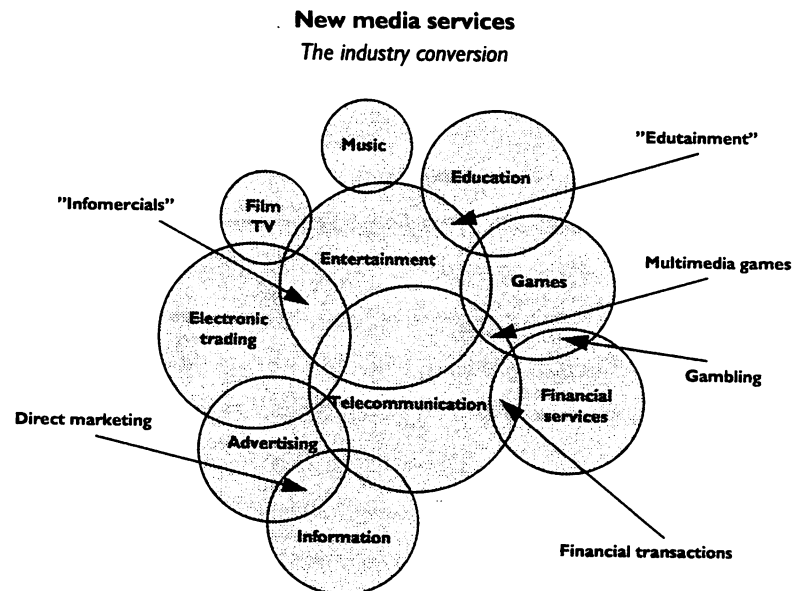 New media services
The industry conversion
Music
"Edutainment"
Education
"Infomercials"
Film
TV
Entertainment
Multimedia games
Games
Electronic
trading
Gambling
Telecommunication
Financial
services
Direct marketing
Advertising
Information
Financial transactions